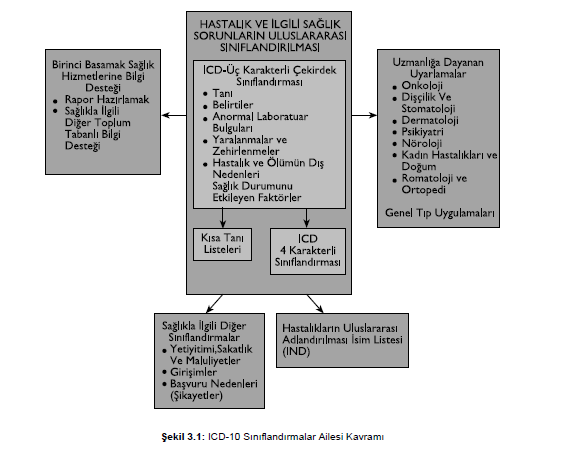 HASTALIK VE İLGİLİ SAĞLIK
SORUNLARIN ULUSLARARASI
SINIFLANDIRILMASI
Birinci Basamak Sağlık
Hizmetlerine Bilgi
Desteği
• Rapor Hazırlamak
• Sağlıkla İlgili
Diğer Toplum
Tabanlı Bilgi
Desteği
ICD-Üç Karakterli Çekirdek
Sınıflandırması
• Tanı
• Belirtiler
• Anormal Laboratuar
Bulguları
• Yaralanmalar ve
Zehirlenmeler
• Hastalık ve Ölümün Dış
Nedenleri
Sağlık Durumunu
Etkileyen Faktörler
Uzmanlığa Dayanan
Uyarlamalar
• Onkoloji
• Dişçilik Ve
Stomatoloji
• Dermatoloji
• Psikiyatri
• Nöroloji
• Kadın Hastalıkları ve
Doğum
• Romatoloji ve
Ortopedi
Genel Tıp Uygulamaları
Kısa Tanı
Listeleri
ICD
4 Karakterli
Sınıflandırması
Sağlıkla İlgili Diğer
Sınıflandırmalar
• Yetiyitimi,Sakatlık
Ve Maluliyetler
• Girişimler
• Başvuru Nedenleri
(Şikayetler)
Hastalıkların Uluslararası
Adlandırılması İsim Listesi
(IND)
Şekil 3.1: ICD-10 Sınıflandırmalar Ailesi Kavramı